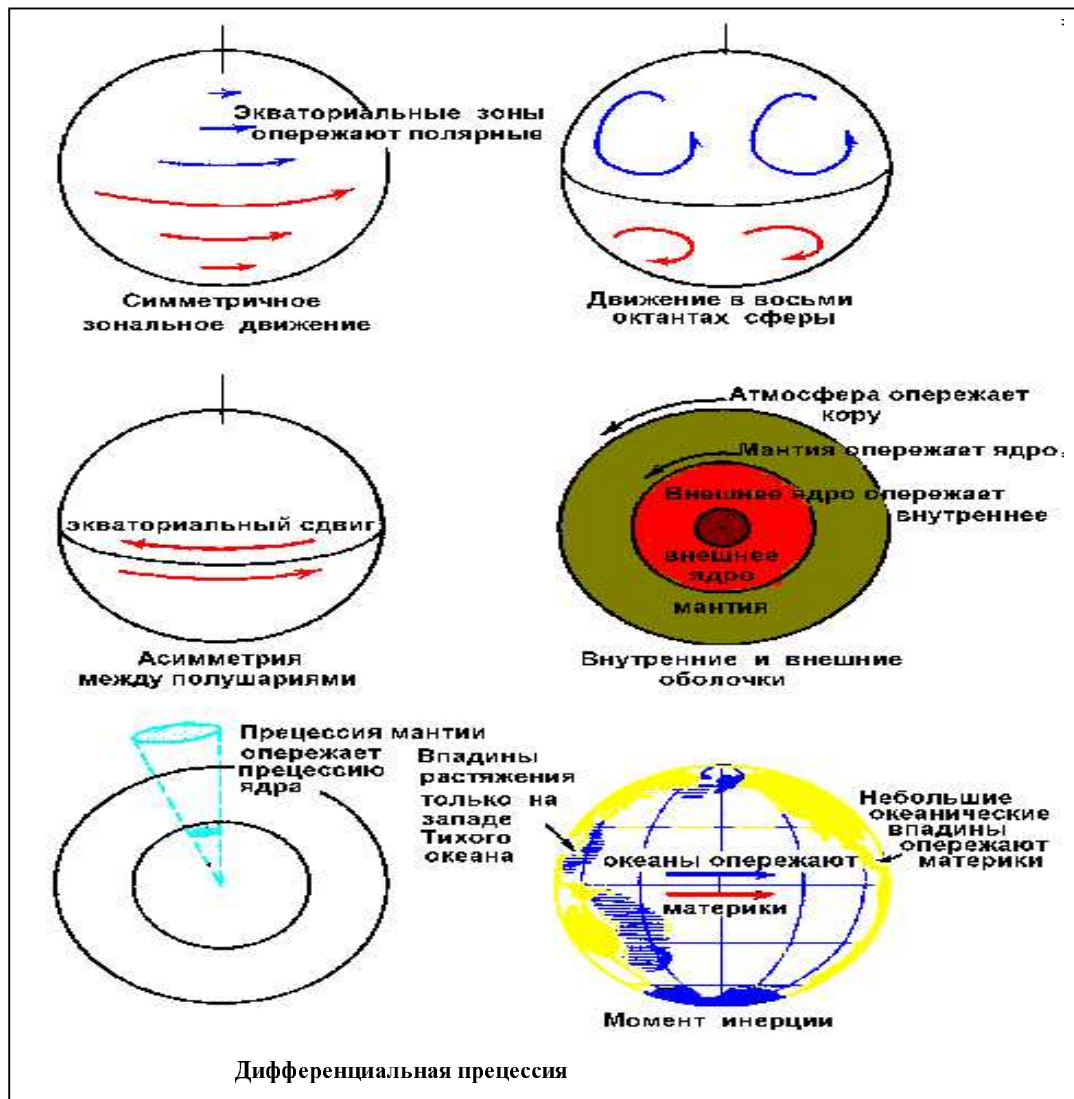 Экваториальные зоны
опережают полярные
Симметричное
зональное движение
Движение в восьми
октантах сферы
экваториальный сдвиг
Асимметрия
между полушариями
Атмосфера опережает
кору
Мантия опережает ядро,
Внешнее ядро опережает
внутреннее
внешнее
ядро
мантия
Внутренние и внешние
оболочки
Прецессия мантии
опережает
прецессию
ядра
Впадины
растяжения
только на
западе
Тихого
океана
Небольшие
океанические
впадины
опережают
материки
океаны опережают
материки
Момент инерции
Дифференциальная прецессия